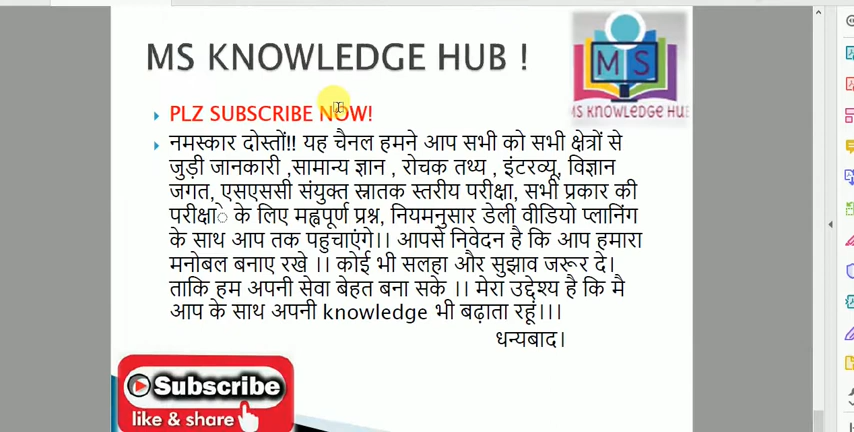 MS KNOWLEDGE HUB !
M S
MS KNOWLEDGE HUB
PLZ SUBSCRIBE NOW!
नमस्कार दोस्तों!! यह चैनल हमने आप सभी को सभी क्षेत्रों से
जुड़ी जानकारी ,सामान्य ज्ञान , रोचक तथ्य , इंटरव्यू, विज्ञान
जगत, एसएससी संयुक्त स्नातक स्तरीय परीक्षा, सभी प्रकार की
परीक्षाे के लिए मह्वपूर्ण प्रश्न, नियमनुसार डेली वीडियो प्लानिंग
के साथ आप तक पहुचाएंगे।। आपसे निवेदन है कि आप हमारा
मनोबल बनाए रखे ।। कोई भी सलहा और सुझाव जरूर दे।
ताकि हम अपनी सेवा बेहत बना सके ।। मेरा उद्देश्य है कि मै
आप के साथ अपनी knowledge भी बढ़ाता रहूं।।।
धन्यबाद।
Subscribe
like & share